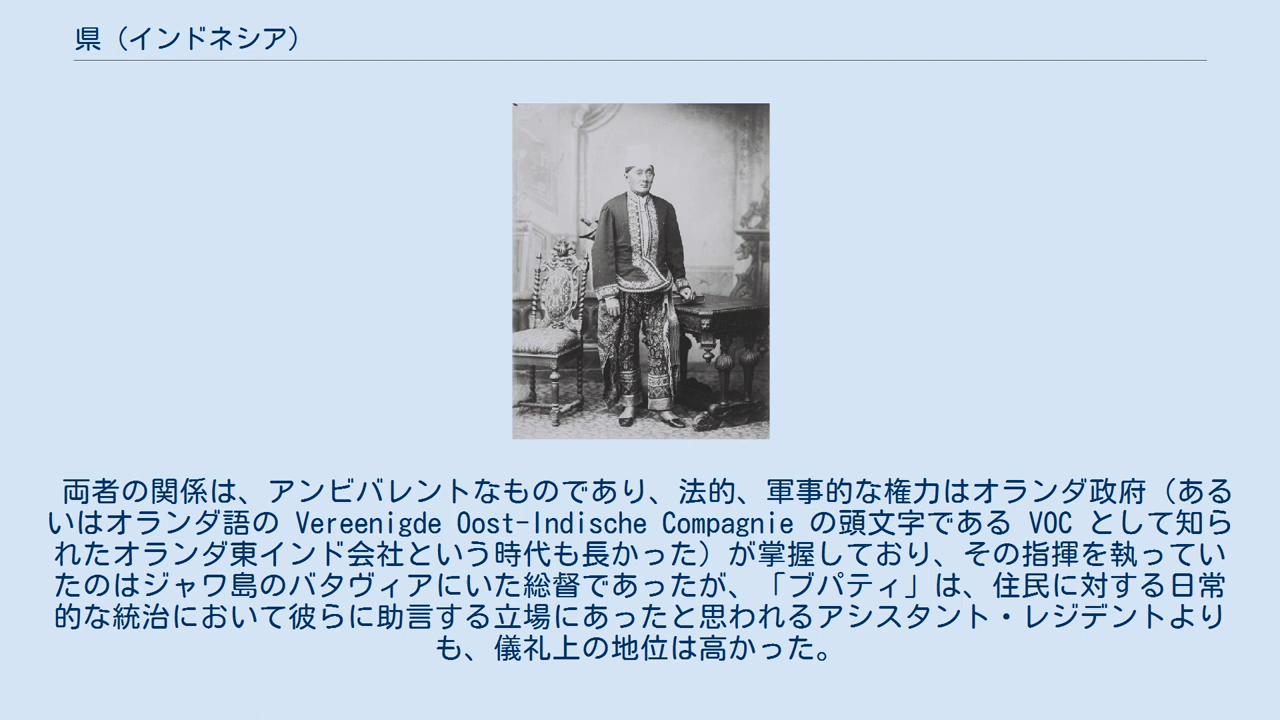 県（インドネシア）
両者の関係は、アンビバレントなものであり、法的、軍事的な権力はオランダ政府（ある
いはオランダ語の Vereenigde Oost-Indische Compagnie の頭文字である VOC として知ら
れたオランダ東インド会社という時代も長かった）が掌握しており、その指揮を執ってい
たのはジャワ島のバタヴィアにいた総督であったが、「ブパティ」は、住民に対する日常
的な統治において彼らに助言する立場にあったと思われるアシスタント・レジデントより
も、儀礼上の地位は高かった。